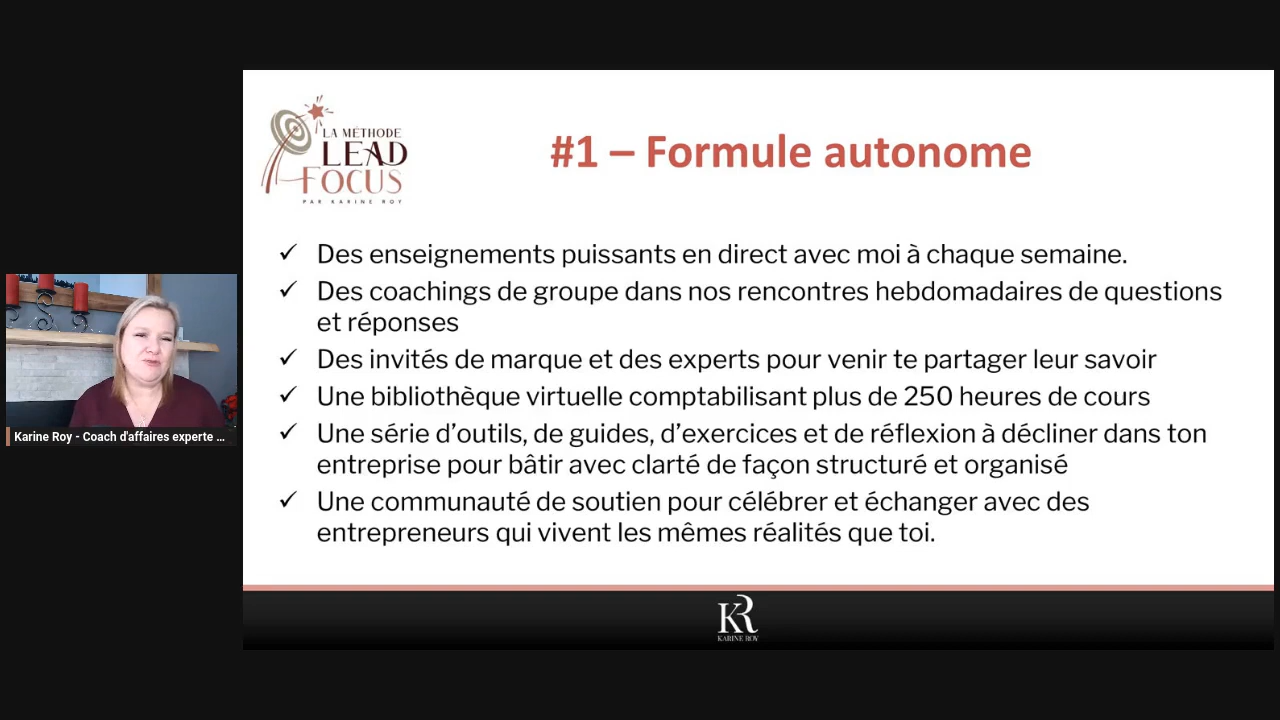 LA MÉTHODE
LEAD
FOCUS
PAR KARINE ROY
#1 – Formule autonome
✓ Des enseignements puissants en direct avec moi à chaque semaine.
✓ Des coachings de groupe dans nos rencontres hebdomadaires de questions
et réponses
✓ Des invités de marque et des experts pour venir te partager leur savoir
✓ Une bibliothèque virtuelle comptabilisant plus de 250 heures de cours
✓ Une série d’outils, de guides, d’exercices et de réflexion à décliner dans ton
entreprise pour bâtir avec clarté de façon structuré et organisé
✓ Une communauté de soutien pour célébrer et échanger avec des
entrepreneurs qui vivent les mêmes réalités que toi.
Karine Roy - Coach d'affaires experte ...
KR
KARINE ROY